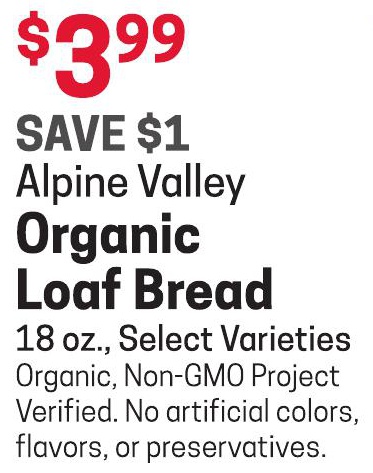 $3.99
SAVE $1
Alpine Valley
Organic
Loaf Bread
18 oz., Select Varieties
Organic, Non-GMO Project
Verified. No artificial colors,
flavors, or preservatives.